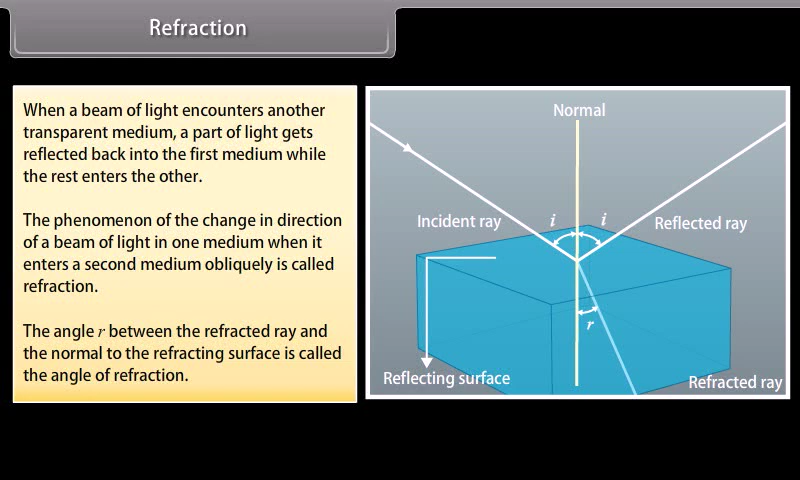 Refraction
When a beam of light encounters another
transparent medium, a part of light gets
reflected back into the first medium while
the rest enters the other.
The phenomenon of the change in direction
of a beam of light in one medium when it
enters a second medium obliquely is called
refraction.
The angle r between the refracted ray and
the normal to the refracting surface is called
the angle of refraction.
Normal
Incident ray
i
i
Reflected ray
r
Reflecting surface
Refracted ray